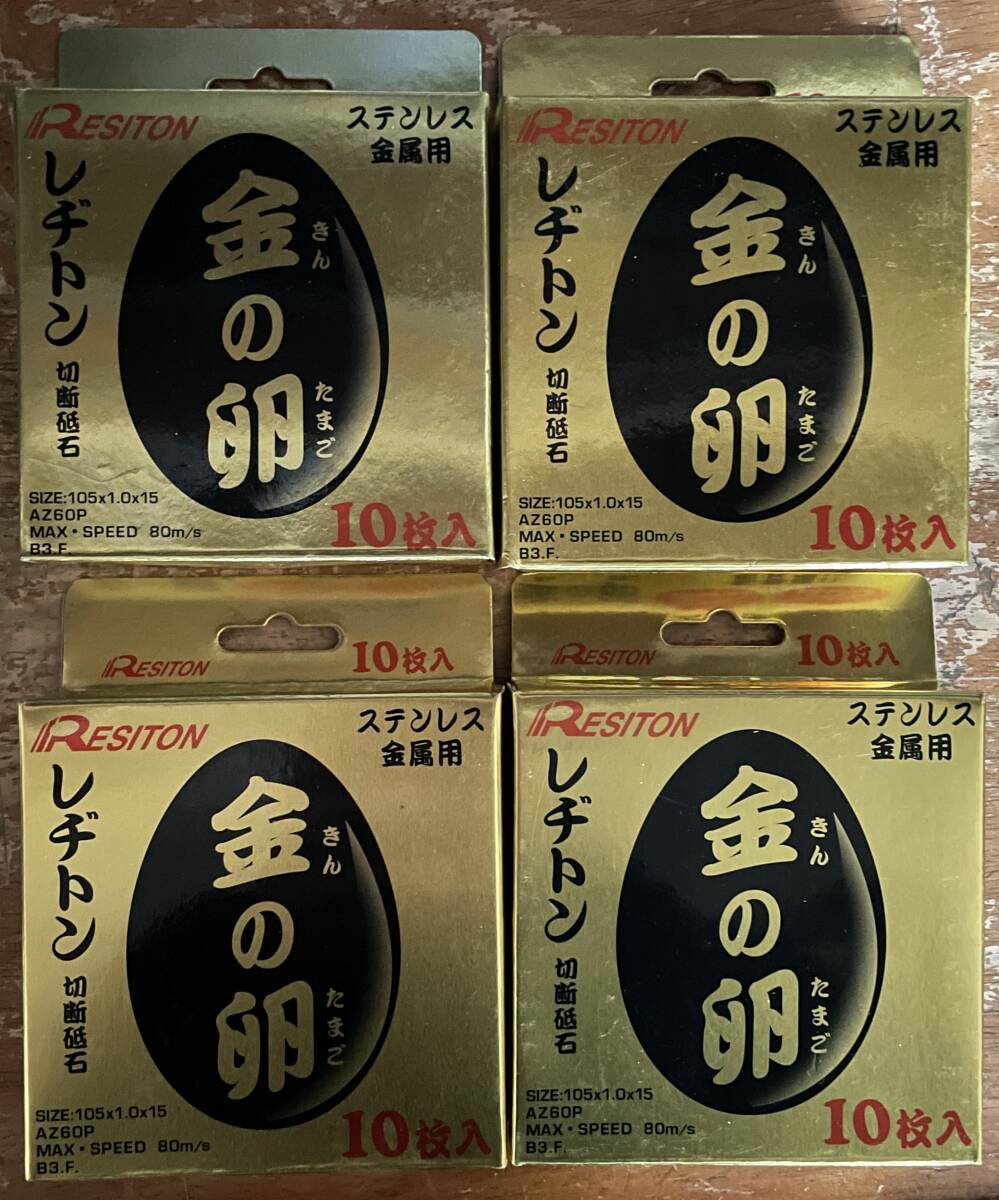 RESITON
ステンレス
金属用
レヂトン
切断砥石
金の卵
きん
たまご
SIZE:105x1.0x15
AZ60P
MAX・SPEED 80m/s
B3.F.
10枚入
RESITON
ステンレス
金属用
レヂトン
切断砥石
金の卵
きん
たまご
SIZE:105x1.0x15
AZ60P
MAX・SPEED 80m/s
B3.F.
10枚入
RESITON
10枚入
RESITON
ステンレス
金属用
レヂトン
切断砥石
金の卵
きん
たまご
SIZE:105x1.0x15
AZ60P
MAX・SPEED 80m/s
B3.F.
10枚入
RESITON
10枚入
RESITON
ステンレス
金属用
レヂトン
切断砥石
金の卵
きん
たまご
SIZE:105x1.0x15
AZ60P
MAX・SPEED 80m/s
B3.F.
10枚入